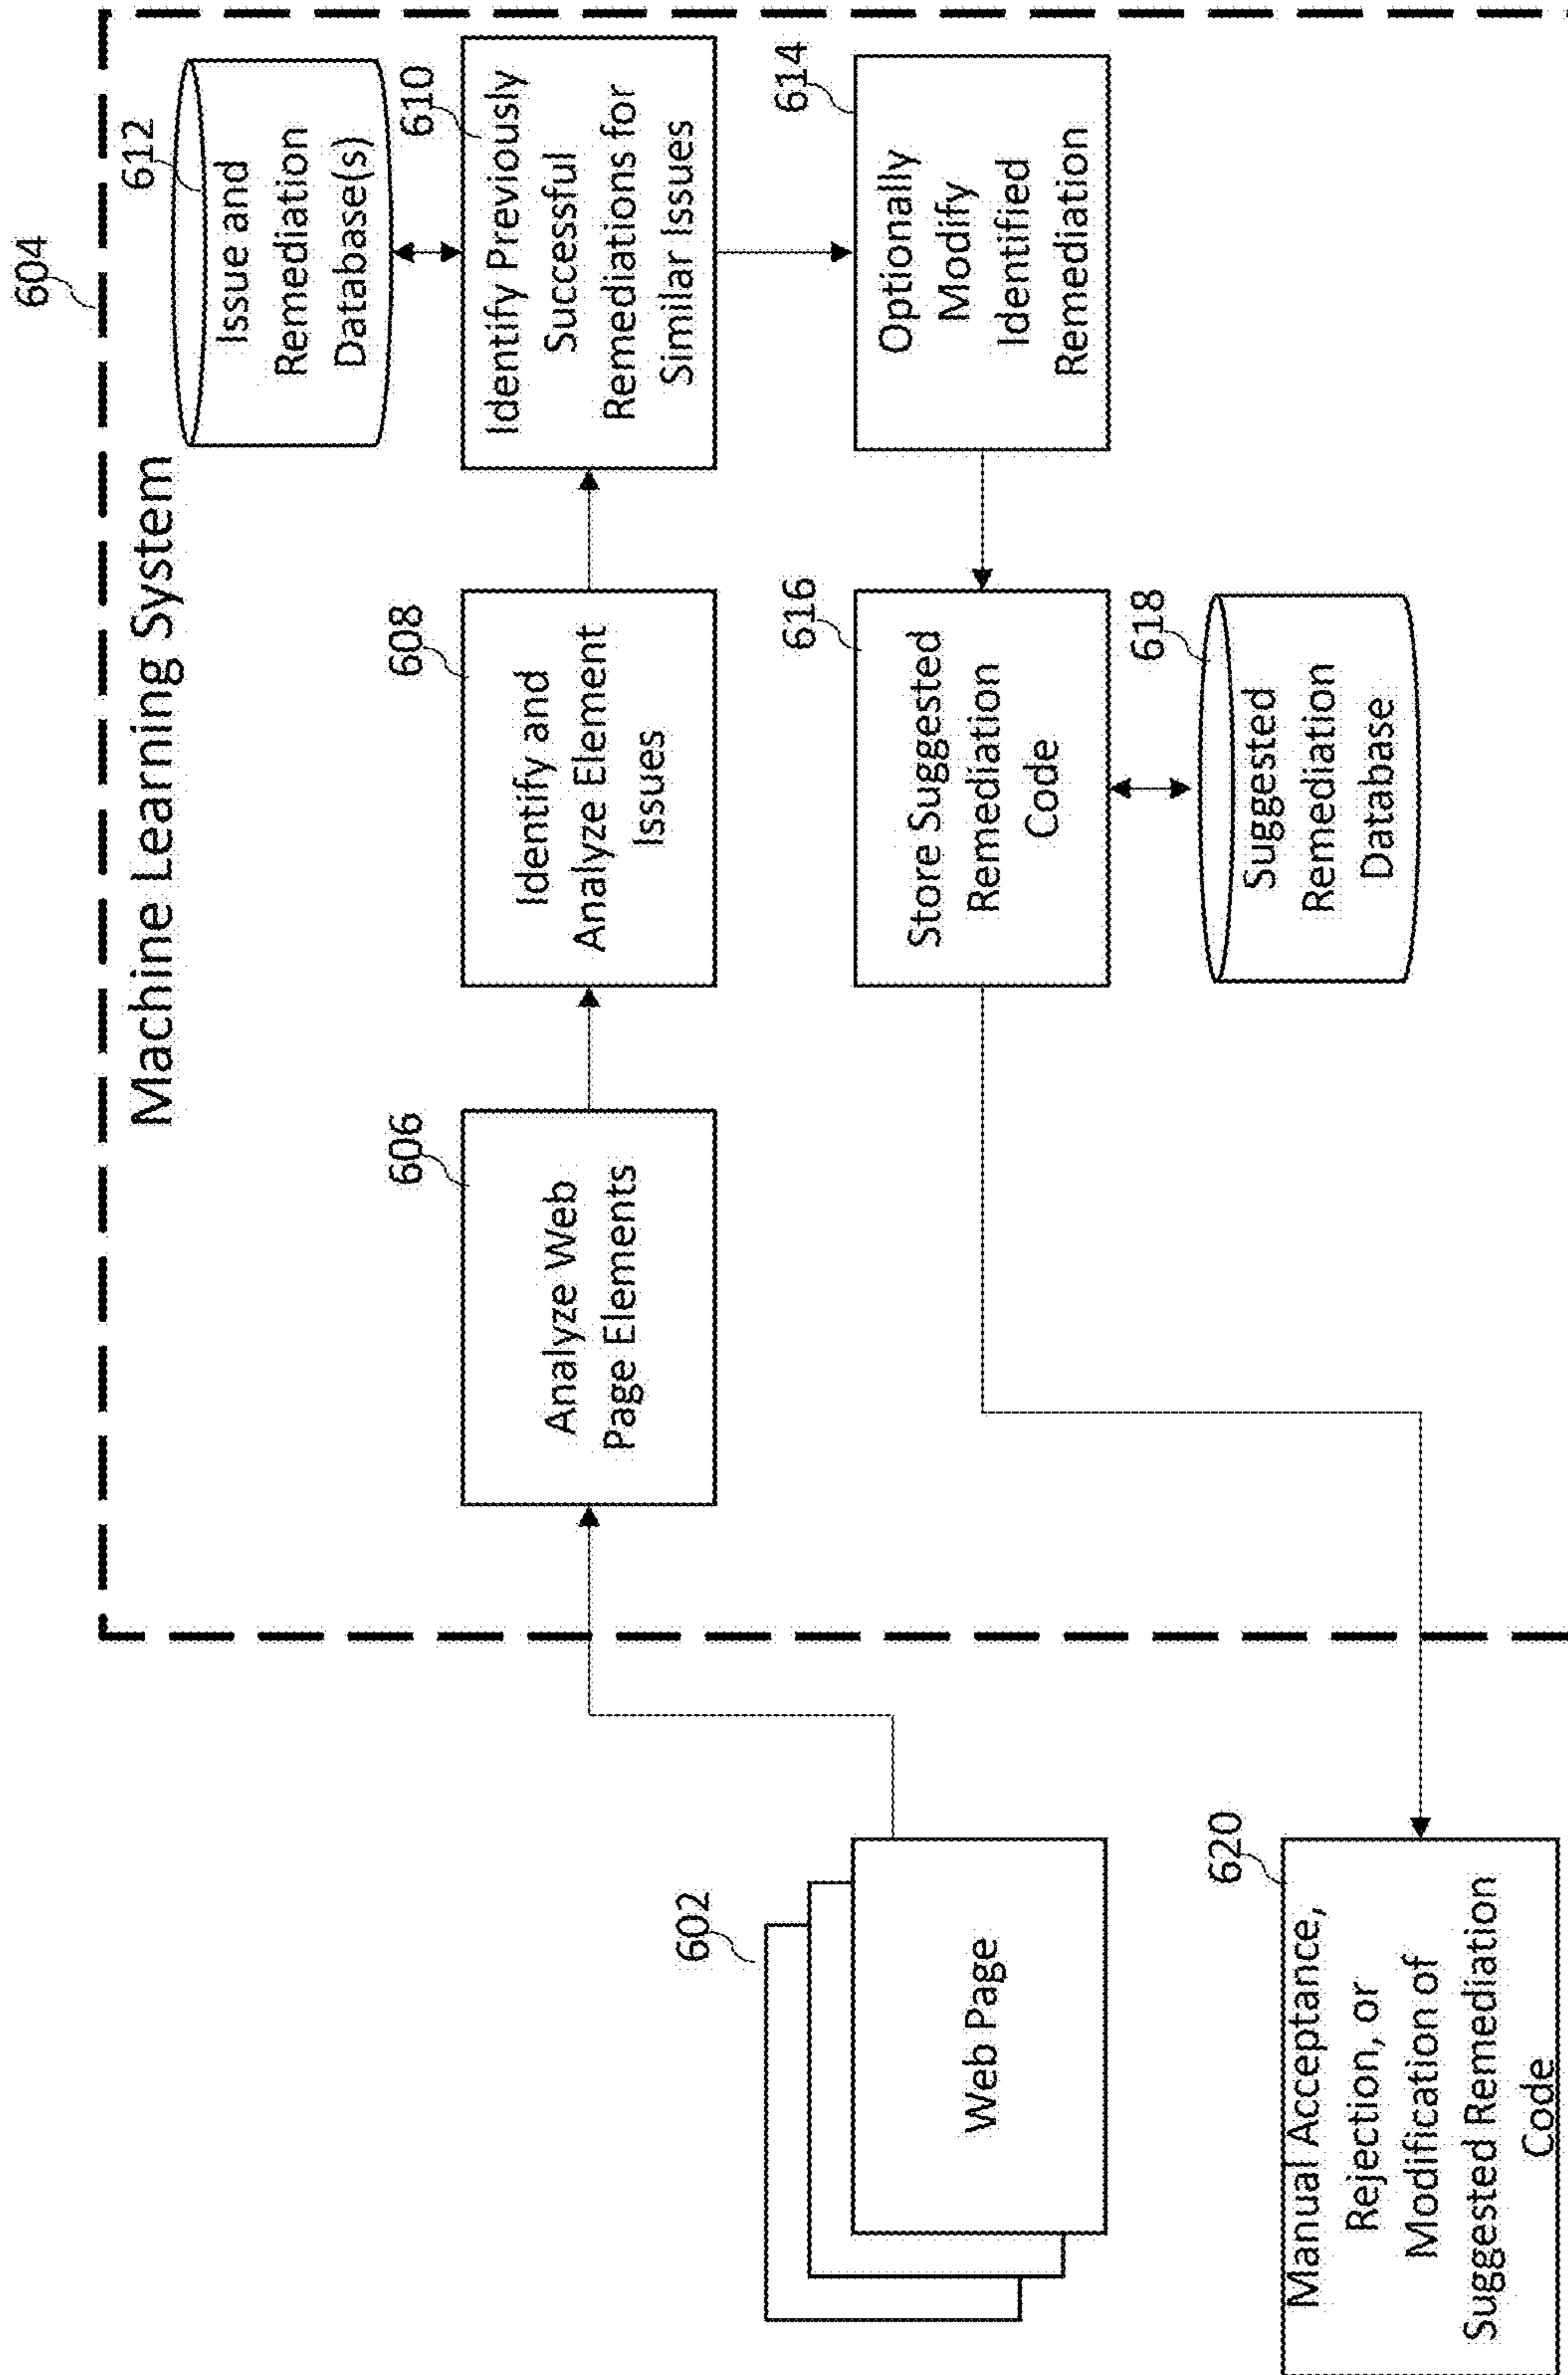 604
Machine Learning System
612
Issue and
Remediation
Database(s)
606
Analyze Web
Page Elements
608
Identify and
Analyze Element
Issues
610
Identify Previously
Successful
Remediations for
Similar Issues
602
Web Page
616
Store Suggested
Remediation
Code
614
Optionally
Modify
Identified
Remediation
618
Suggested
Remediation
Database
620
Manual Acceptance,
Rejection, or
Modification of
Suggested Remediation
Code